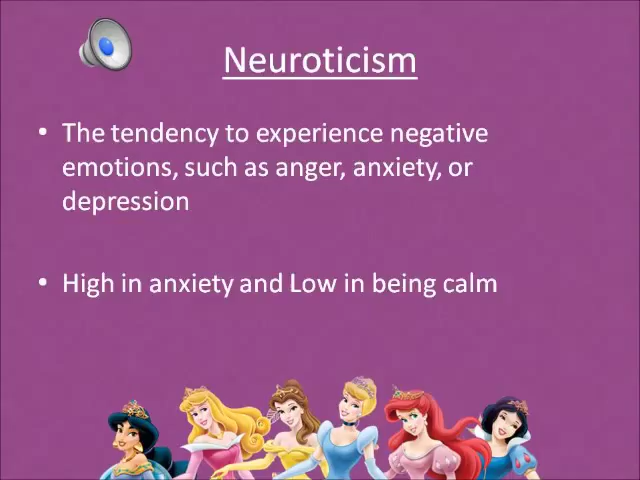 Neuroticism
• The tendency to experience negative
emotions, such as anger, anxiety, or
depression
• High in anxiety and Low in being calm